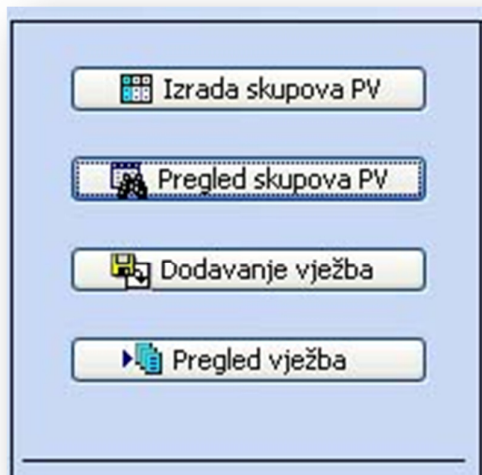 Izrada skupova PV
Pregled skupova PV
Dodavanje vježba
Pregled vježba